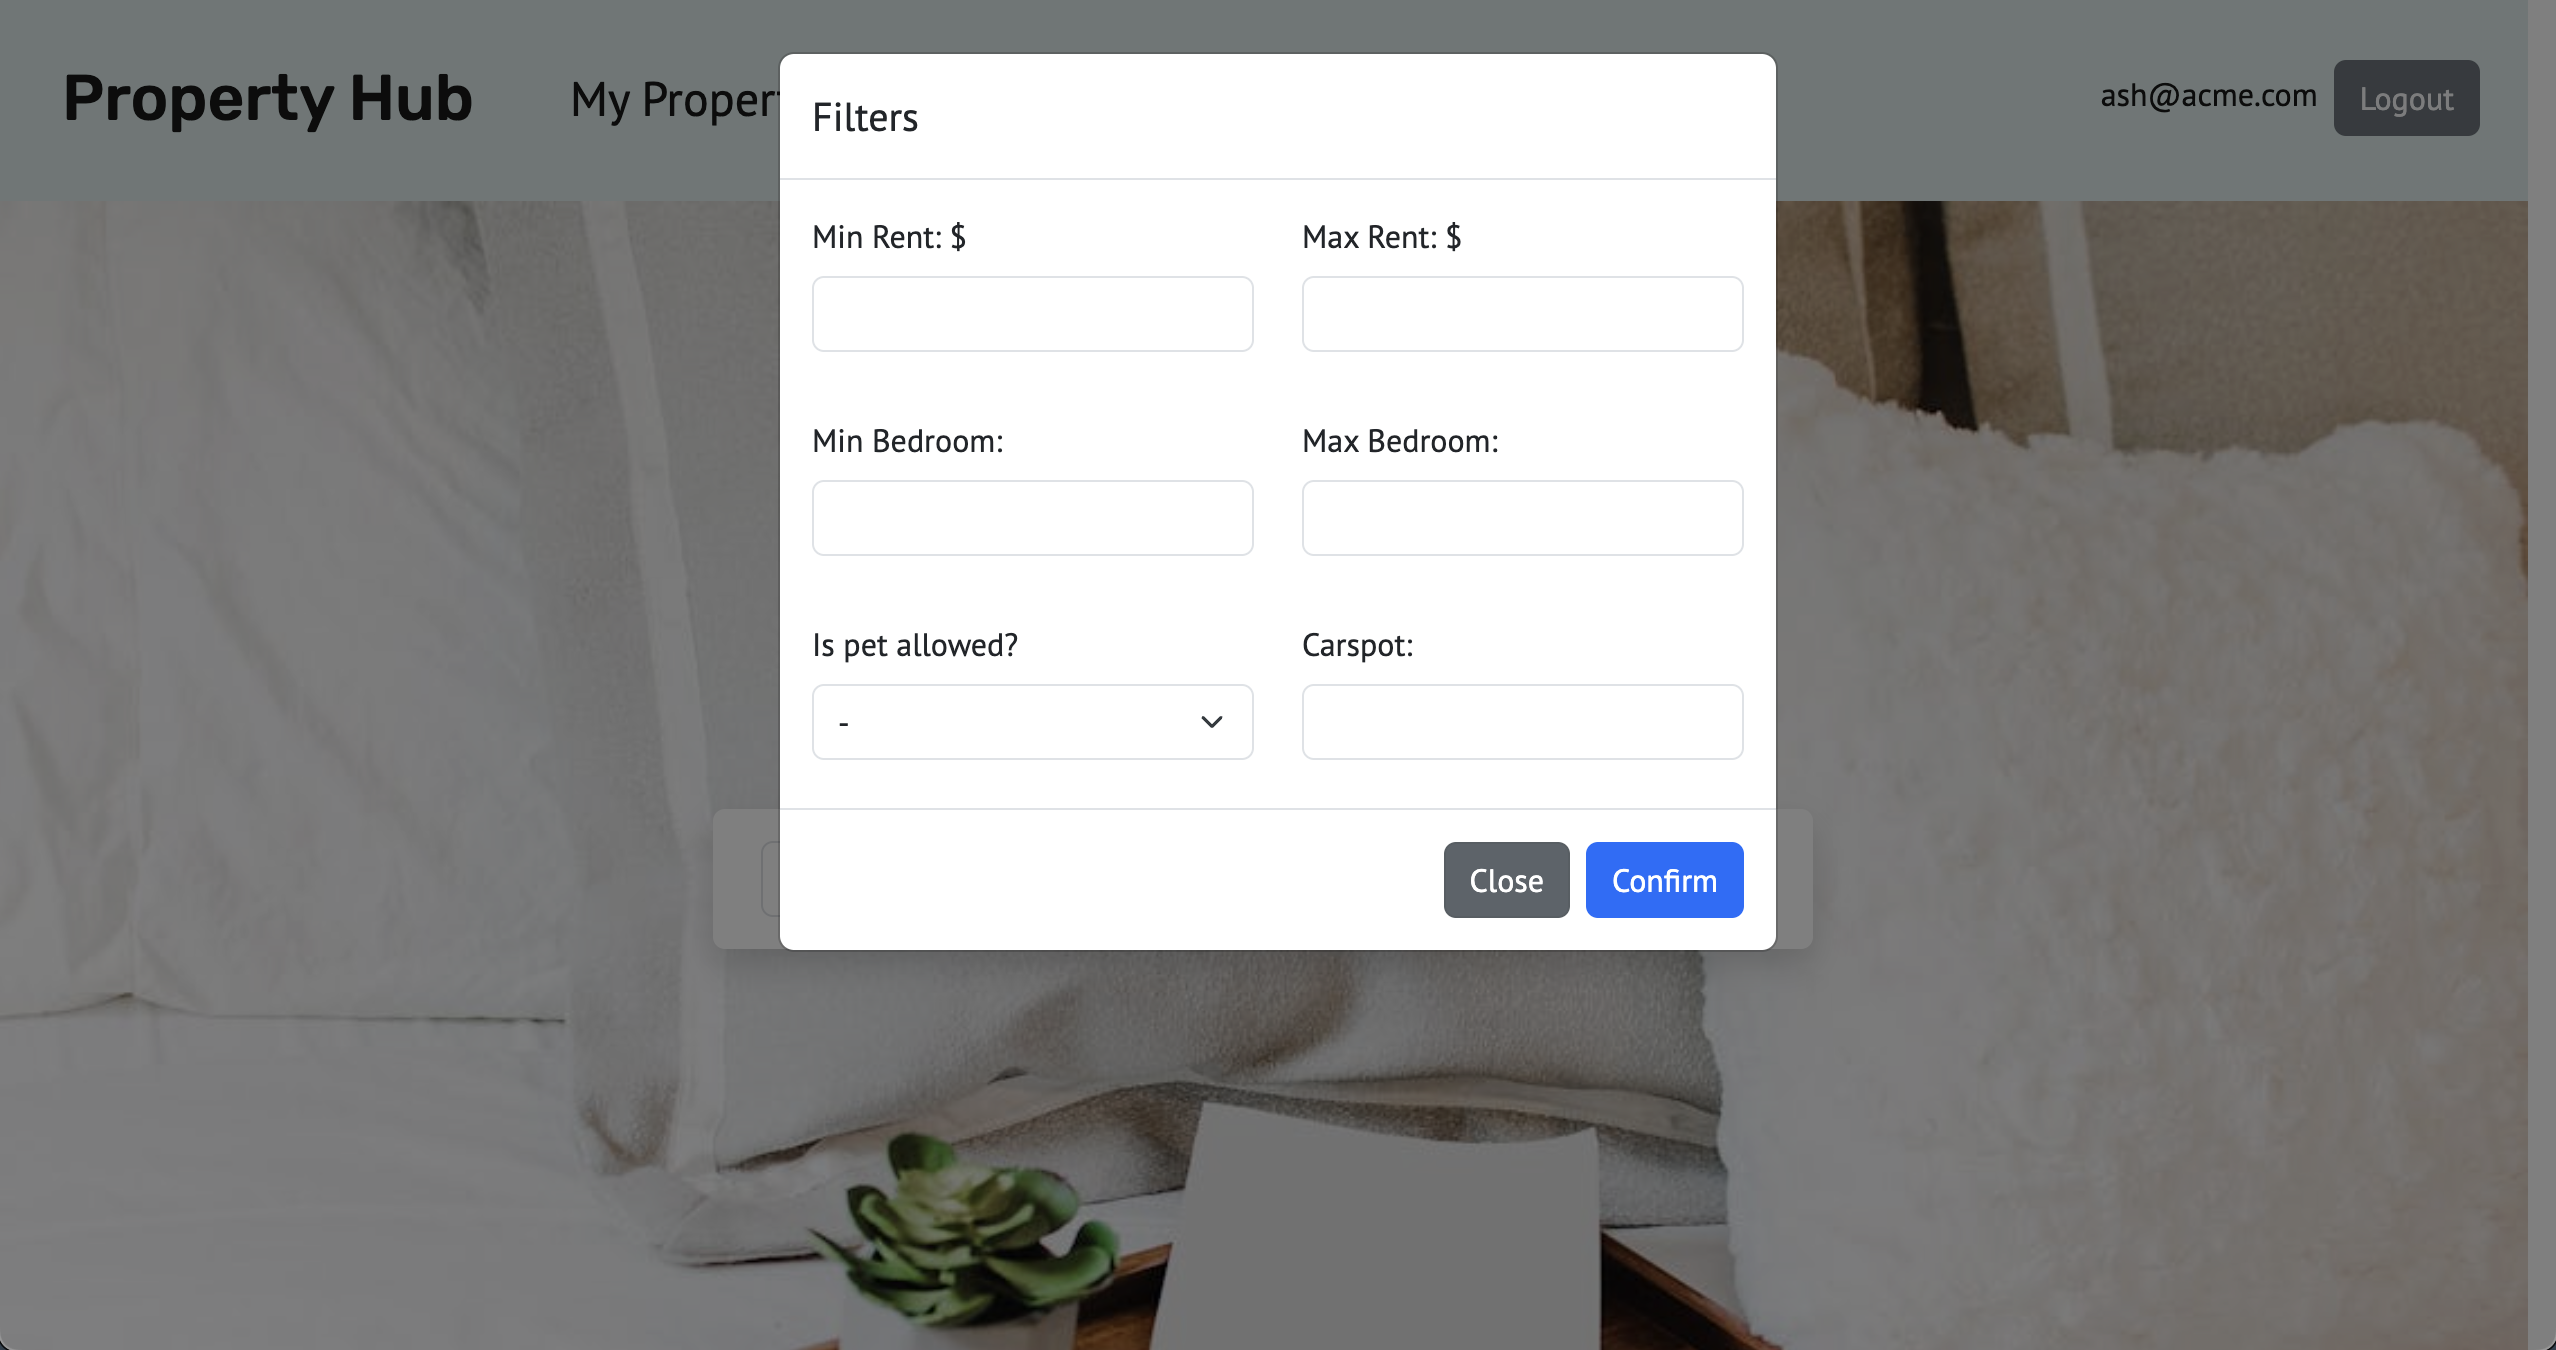 Property Hub
My Proper
ash@acme.com
Logout
Filters
Min Rent: $
Max Rent: $
Min Bedroom:
Max Bedroom:
Is pet allowed?
Carspot:
-
Close
Confirm